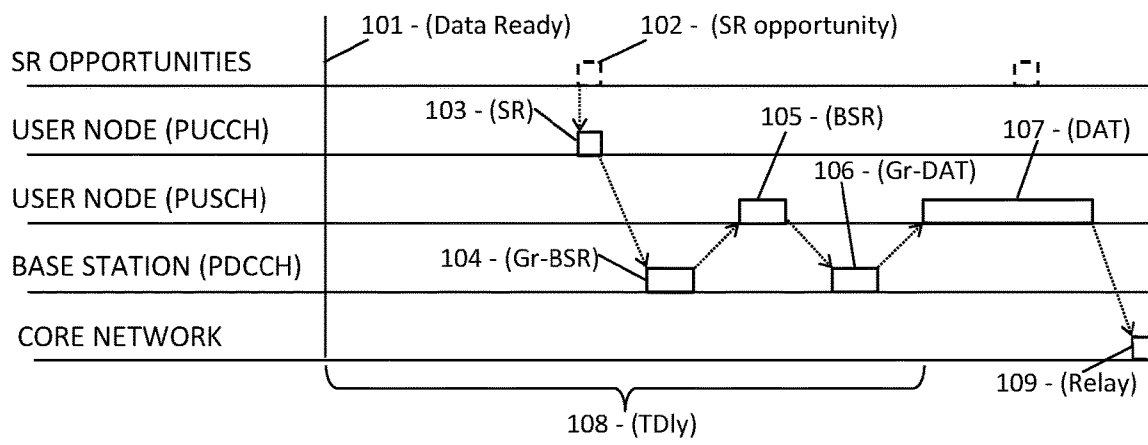 101 - (Data Ready)
102 - (SR opportunity)
SR OPPORTUNITIES
103 - (SR)
105 - (BSR)
107 - (DAT)
USER NODE (PUCCH)
106 - (Gr-DAT)
USER NODE (PUSCH)
104 - (Gr-BSR)
BASE STATION (PDCCH)
CORE NETWORK
109 - (Relay)
108 - (TDly)